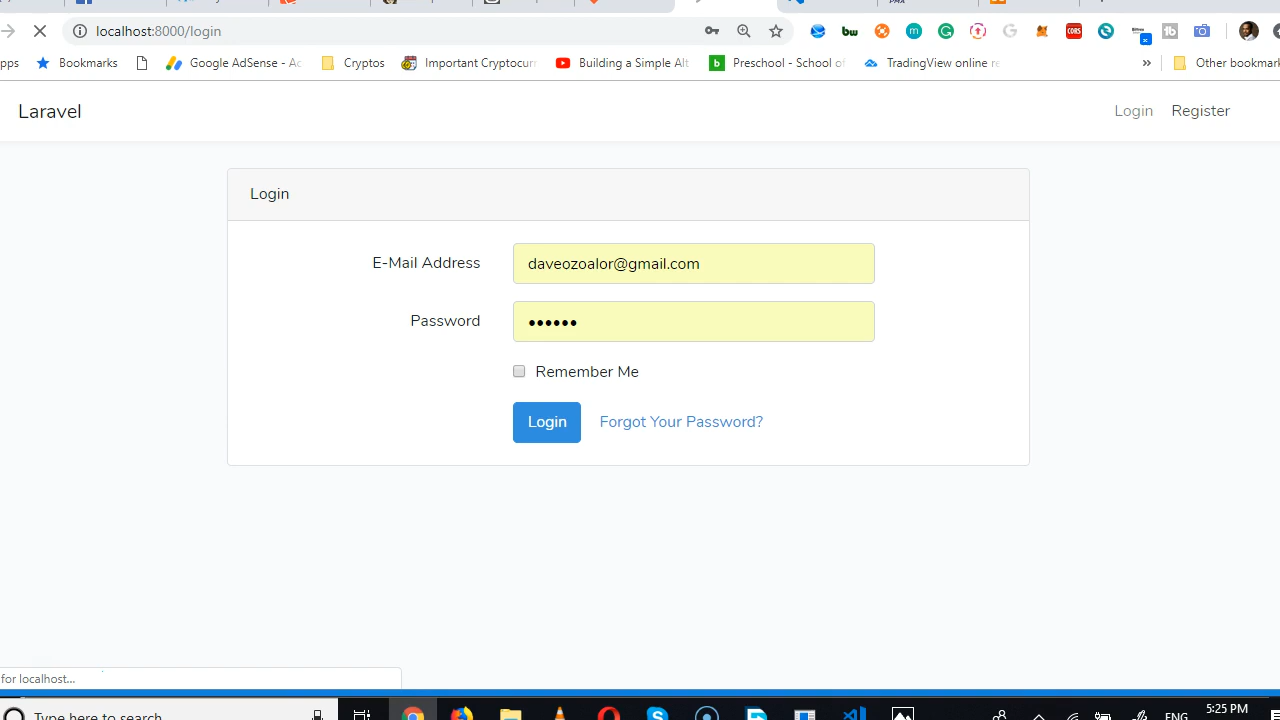 localhost:8000/login
Bookmarks
Google AdSense - Ac
Cryptos
Important Cryptocurr
Building a Simple Alt
Preschool - School of
TradingView online re
»
Other bookmark
Laravel
Login
Register
Login
E-Mail Address
daveozoalor@gmail.com
Password
••••••
Remember Me
Login
Forgot Your Password?
for localhost...
Type here to search
ENG
5:25 PM